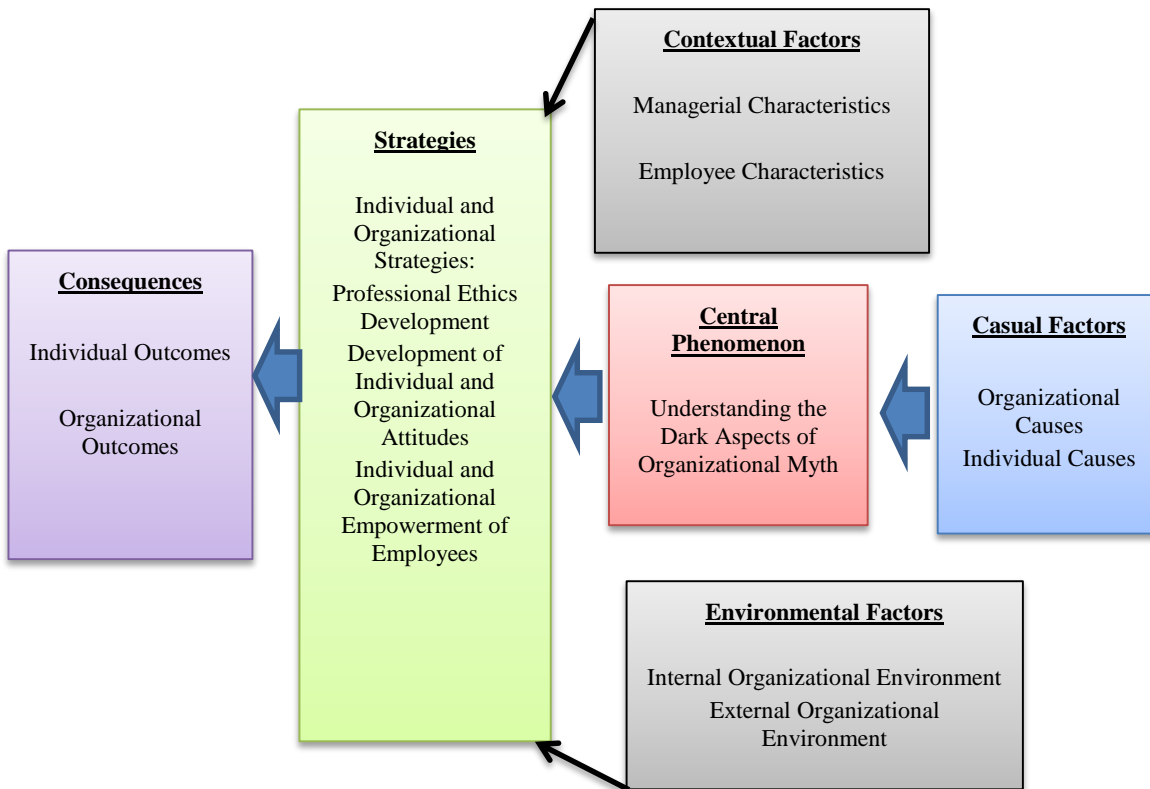 Contextual Factors
Managerial Characteristics
Employee Characteristics
Strategies
Individual and
Organizational
Strategies:
Professional Ethics
Development
Development of
Individual and
Organizational
Attitudes
Individual and
Organizational
Empowerment of
Employees
Consequences
Individual Outcomes
Organizational
Outcomes
Central
Phenomenon
Understanding the
Dark Aspects of
Organizational Myth
Casual Factors
Organizational
Causes
Individual Causes
Environmental Factors
Internal Organizational Environment
External Organizational
Environment